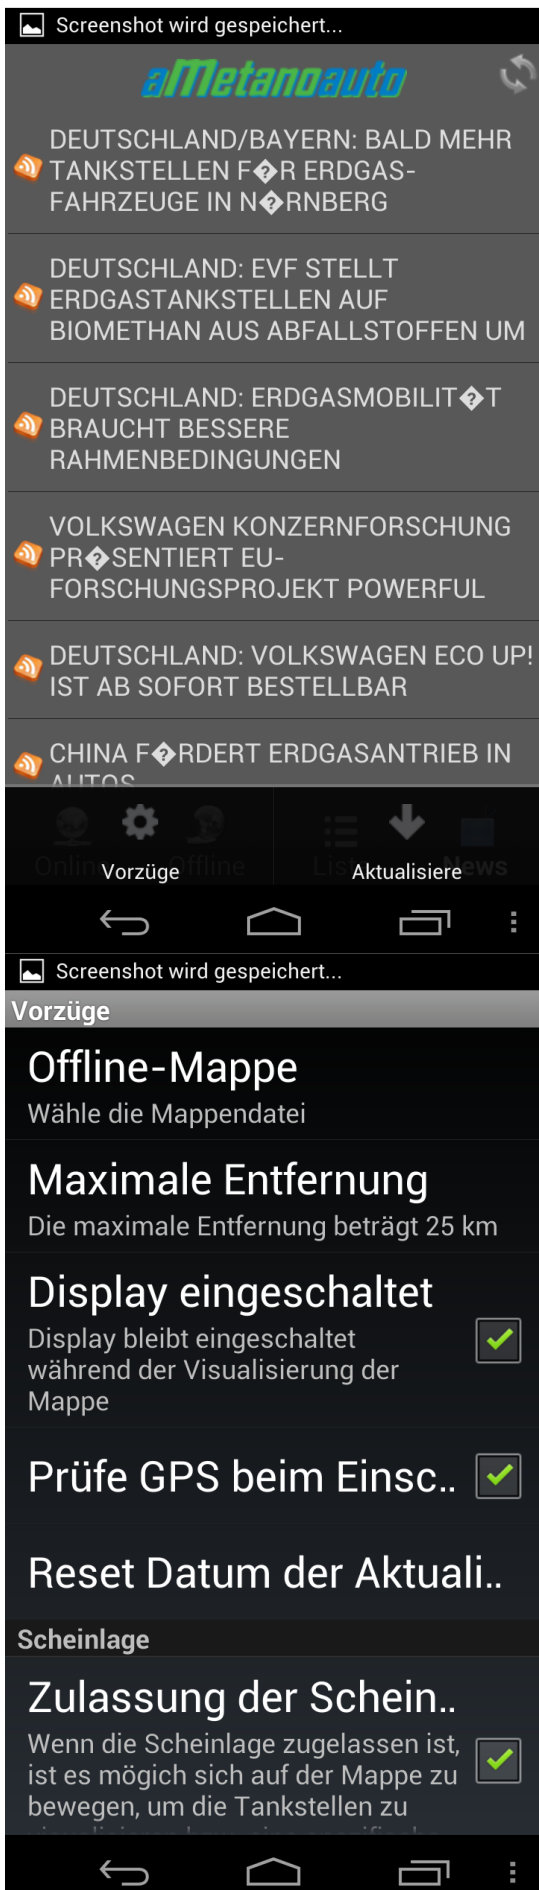 Screenshot wird gespeichert...
aMetanoauto
DEUTSCHLAND/BAYERN: BALD MEHR
TANKSTELLEN F�R ERDGAS-
FAHRZEUGE IN N�RNBERG
DEUTSCHLAND: EVF STELLT
ERDGASTANKSTELLEN AUF
BIOMETHAN AUS ABFALLSTOFFEN UM
DEUTSCHLAND: ERDGASMOBILIT�T
BRAUCHT BESSERE
RAHMENBEDINGUNGEN
VOLKSWAGEN KONZERNFORSCHUNG
PR�SENTIERT EU-
FORSCHUNGSPROJEKT POWERFUL
DEUTSCHLAND: VOLKSWAGEN ECO UP!
IST AB SOFORT BESTELLBAR
CHINA F�RDERT ERDGASANTRIEB IN
AUTOS
Vorzüge Offline Aktualisiere News
Screenshot wird gespeichert...
Vorzüge
Offline-Mappe
Wähle die Mappendatei
Maximale Entfernung
Die maximale Entfernung beträgt 25 km
Display eingeschaltet
Display bleibt eingeschaltet
während der Visualisierung der
Mappe
Prüfe GPS beim Einsc..
Reset Datum der Aktuali..
Scheinlage
Zulassung der Schein..
Wenn die Scheinlage zugelassen ist,
ist es mögich sich auf der Mappe zu
bewegen, um die Tankstellen zu